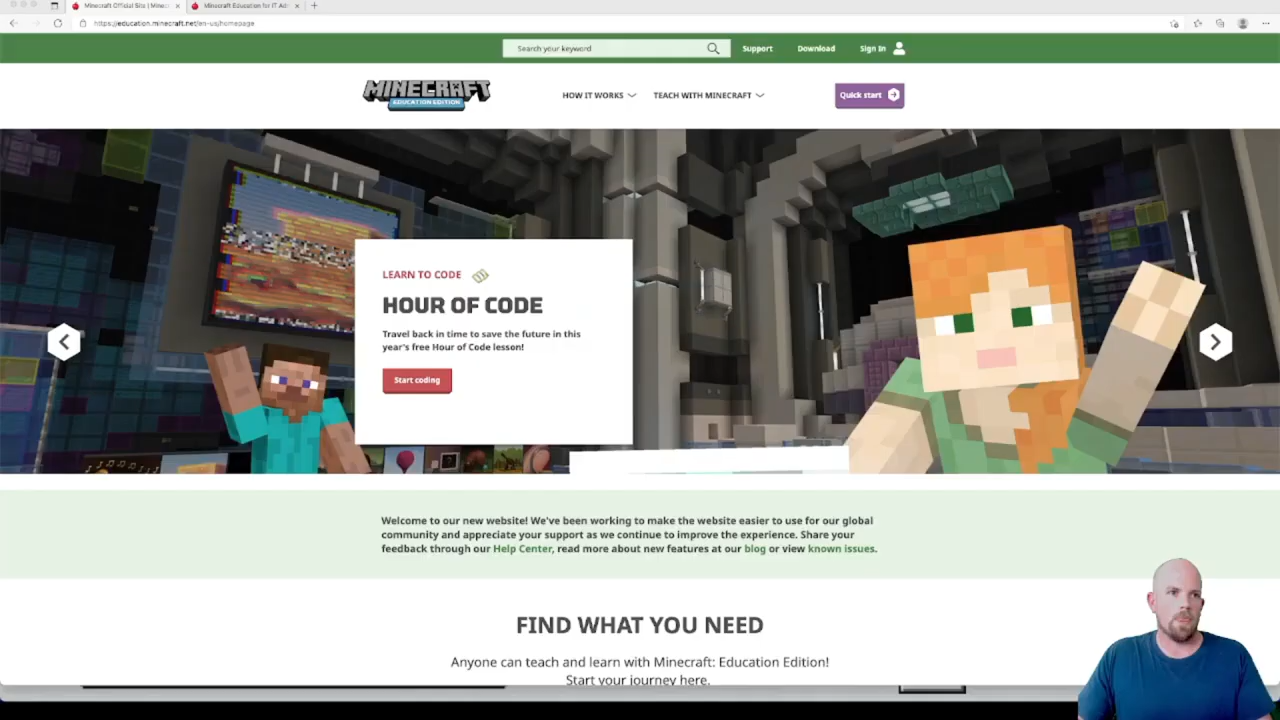 Minecraft Official Site | Minec
Minecraft Education for IT Ad
https://education.minecraft.net/en-us/homepage
Search your keyword
Support
Download
Sign In
MINECRAFT
EDUCATION EDITION
HOW IT WORKS
TEACH WITH MINECRAFT
Quick start
LEARN TO CODE
HOUR OF CODE
Travel back in time to save the future in this
year's free Hour of Code lesson!
Start coding
Welcome to our new website! We've been working to make the website easier to use for our global
community and appreciate your support as we continue to improve the experience. Share your
feedback through our Help Center, read more about new features at our blog or view known issues.
FIND WHAT YOU NEED
Anyone can teach and learn with Minecraft: Education Edition!
Start your journey here.